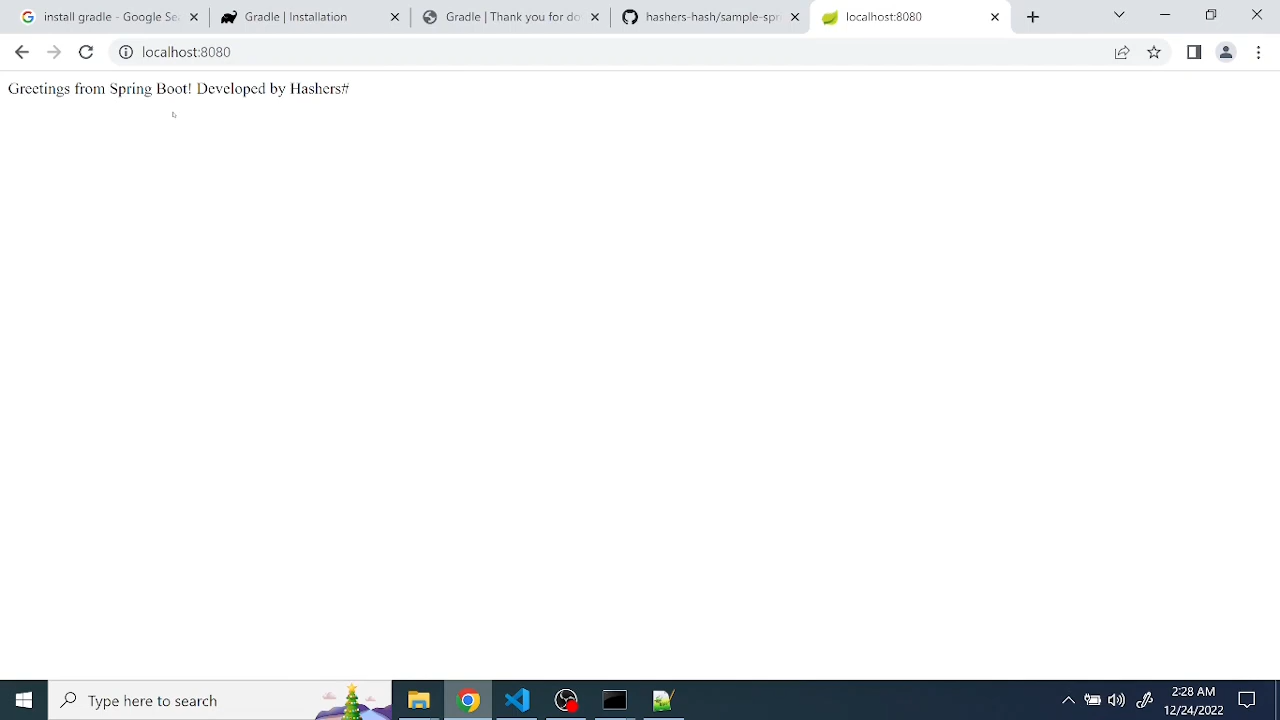 install gradle - Google Se
Gradle | Installation
Gradle | Thank you for do
hashers-hash/sample-spr
localhost:8080
localhost:8080
Greetings from Spring Boot! Developed by Hashers#
Type here to search
2:28 AM
12/24/2022